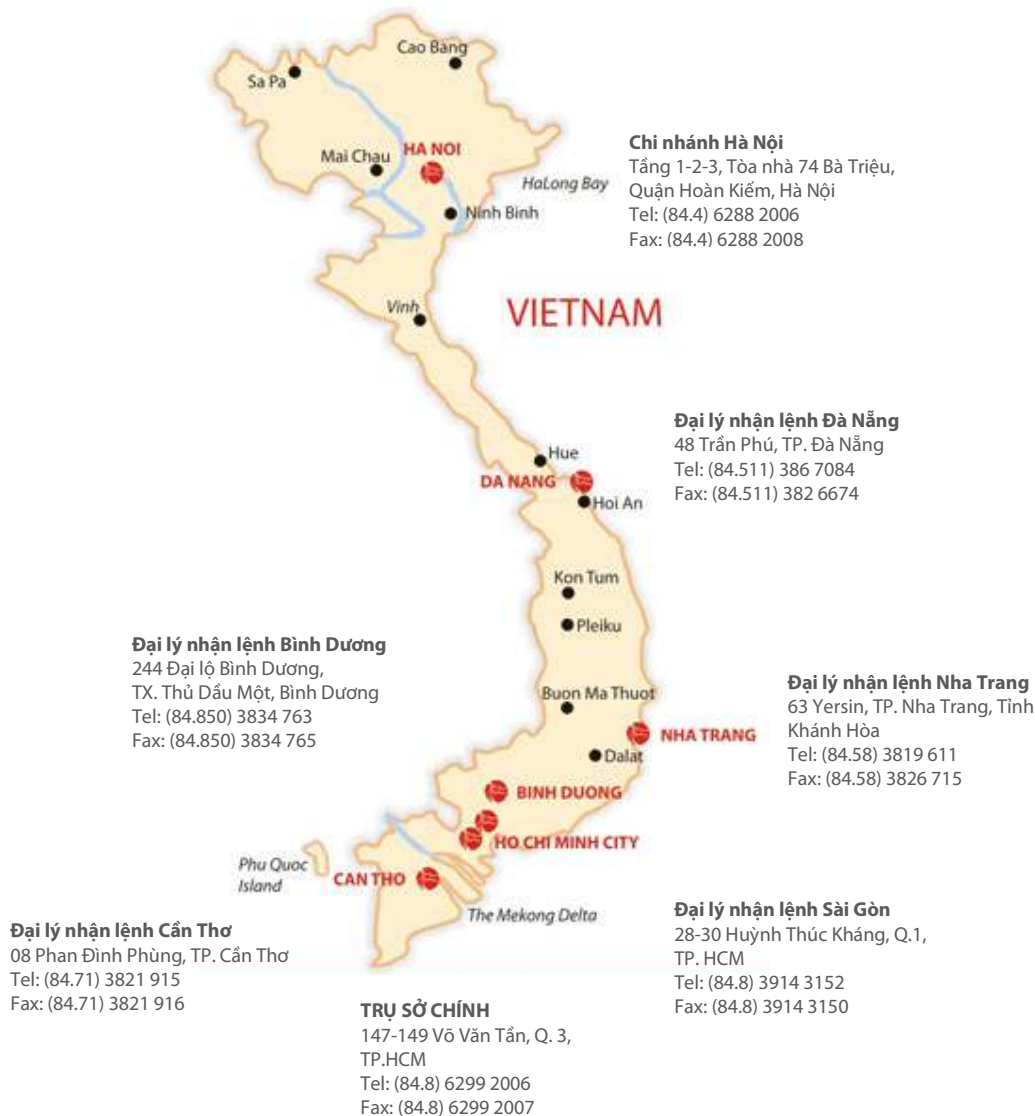 Cao Bang
Sa Pa
HA NOI
Mai Chau
HaLong Bay
Ninh Binh
Chi nhánh Hà Nội
Tầng 1-2-3, Tòa nhà 74 Bà Triệu,
Quận Hoàn Kiếm, Hà Nội
Tel: (84.4) 6288 2006
Fax: (84.4) 6288 2008
Vinh
VIETNAM
Đại lý nhận lệnh Đà Nẵng
48 Trần Phú, TP. Đà Nẵng
Tel: (84.511) 386 7084
Fax: (84.511) 382 6674
Hue
DA NANG
Hoi An
Kon Tum
Pleiku
Đại lý nhận lệnh Bình Dương
244 Đại lộ Bình Dương,
TX. Thủ Dầu Một, Bình Dương
Tel: (84.850) 3834 763
Fax: (84.850) 3834 765
Buon Ma Thuot
Đại lý nhận lệnh Nha Trang
63 Yersin, TP. Nha Trang, Tỉnh
Khánh Hòa
Tel: (84.58) 3819 611
Fax: (84.58) 3826 715
NHA TRANG
Dalat
BINH DUONG
HO CHI MINH CITY
Phu Quoc
Island
CAN THO
The Mekong Delta
Đại lý nhận lệnh Cần Thơ
08 Phan Đình Phùng, TP. Cần Thơ
Tel: (84.71) 3821 915
Fax: (84.71) 3821 916
Đại lý nhận lệnh Sài Gòn
28-30 Huỳnh Thúc Kháng, Q.1,
TP. HCM
Tel: (84.8) 3914 3152
Fax: (84.8) 3914 3150
TRỤ SỞ CHÍNH
147-149 Võ Văn Tần, Q. 3,
TP.HCM
Tel: (84.8) 6299 2006
Fax: (84.8) 6299 2007